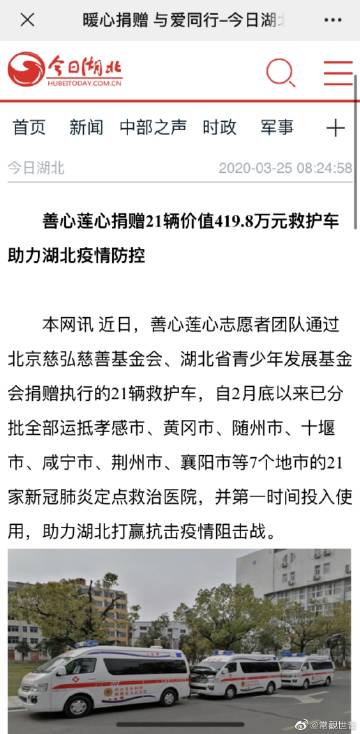 暖心捐赠 与爱同行–今日湖北
今日湖北
HUBEITODAY.COM.CN
首页 新闻 中部之声 时政 军事
今日湖北 2020-03-25 08:24:58
善心莲心捐赠21辆价值419.8万元救护车
助力湖北疫情防控
本网讯 近日，善心莲心志愿者团队通过
北京慈弘慈善基金会、湖北省青少年发展基金
会捐赠执行的21辆救护车，自2月底以来已分
批全部运抵孝感市、黄冈市、随州市、十堰
市、咸宁市、荆州市、襄阳市等7个地市的21
家新冠肺炎定点救治医院，并第一时间投入使
用，助力湖北打赢抗击疫情阻击战。
@常觀世音